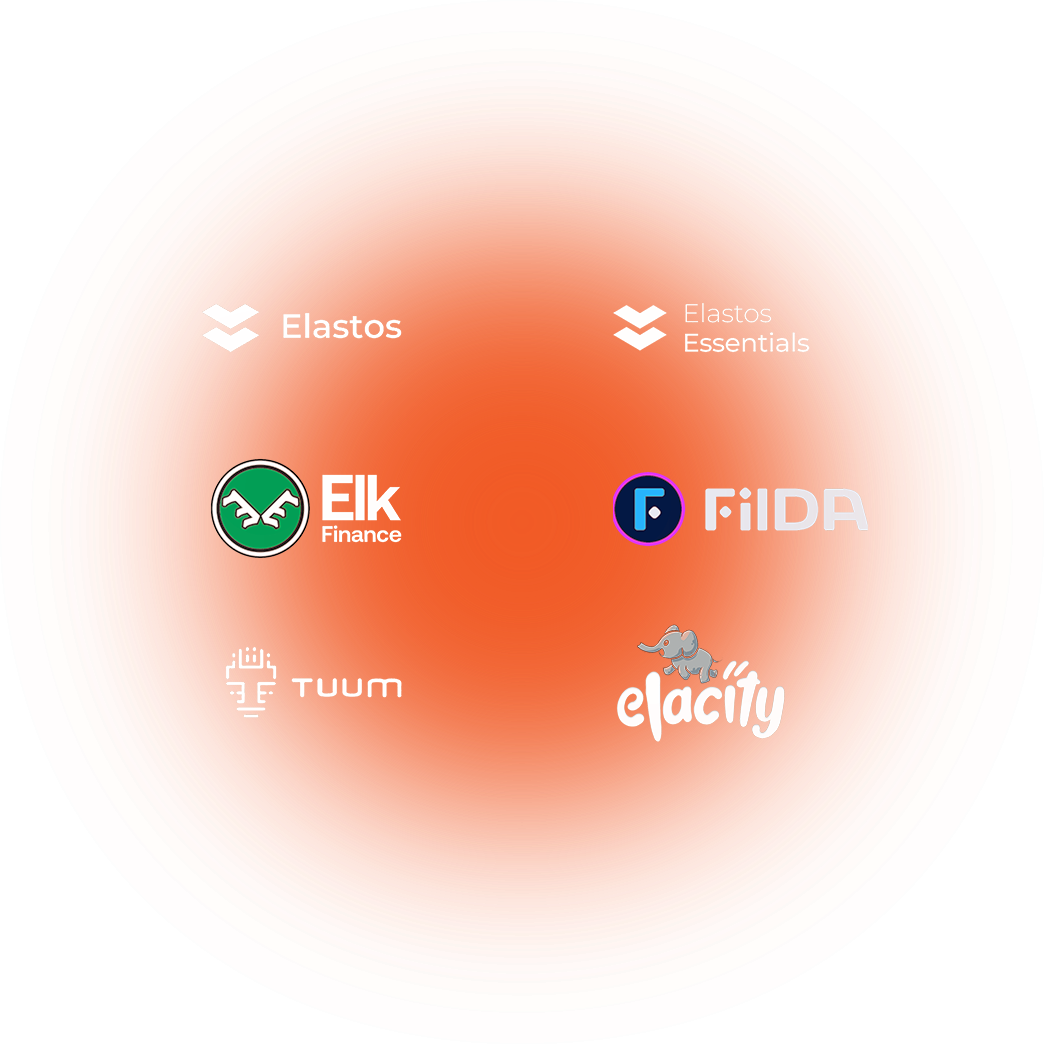 Elastos
Elastos
Essentials
Elk
Finance
FilDA
TUUM
elacity